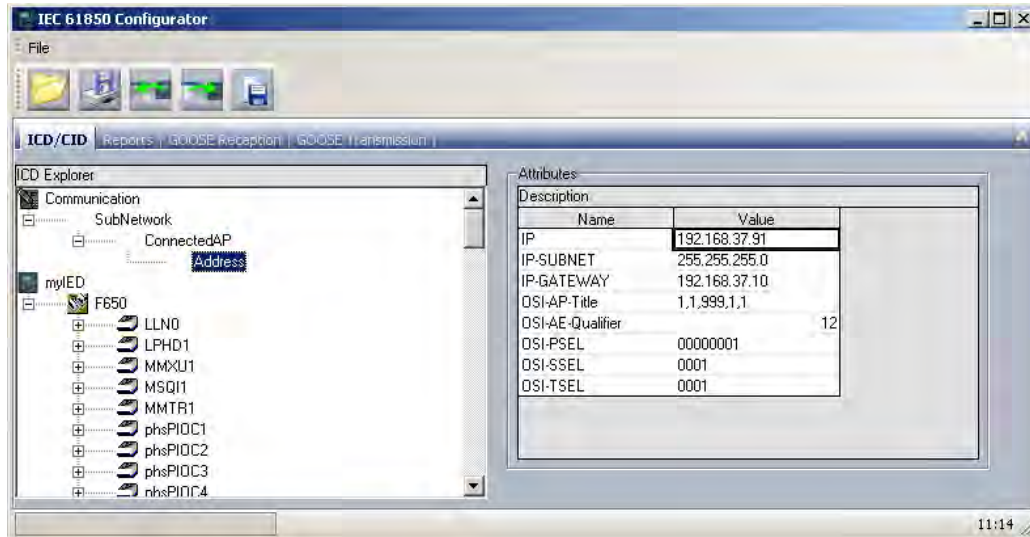 IEC 61850 Configurator
File
ICD/CID Reports GOOSE Reception GOOSE Transmission
ICD Explorer
Communication
SubNetwork
ConnectedAP
Address
myIED
F650
LLN0
LPHD1
MMXU1
MSQI1
MMTR1
phsPIOC1
phsPIOC2
phsPIOC3
phsPIOC4
Attributes
Description
Name Value
IP 192.168.37.91
IP-SUBNET 255.255.255.0
IP-GATEWAY 192.168.37.10
OSI-AP-Title 1,1,999,1,1
OSI-AE-Qualifier 12
OSI-PSEL 00000001
OSI-SSEL 0001
OSI-TSEL 0001
11:14